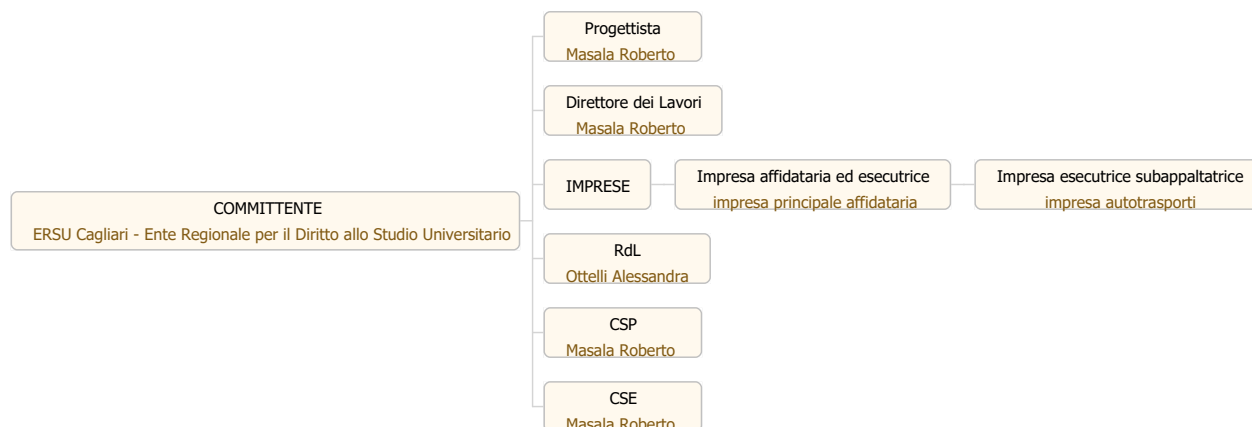 Progettista
Masala Roberto
Direttore dei Lavori
Masala Roberto
IMPRESE
Impresa affidataria ed esecutrice
impresa principale affidataria
Impresa esecutrice subappaltatrice
impresa autotrasporti
COMMITTENTE
ERSU Cagliari - Ente Regionale per il Diritto allo Studio Universitario
RdL
Ottelli Alessandra
CSP
Masala Roberto
CSE
Masala Roberto